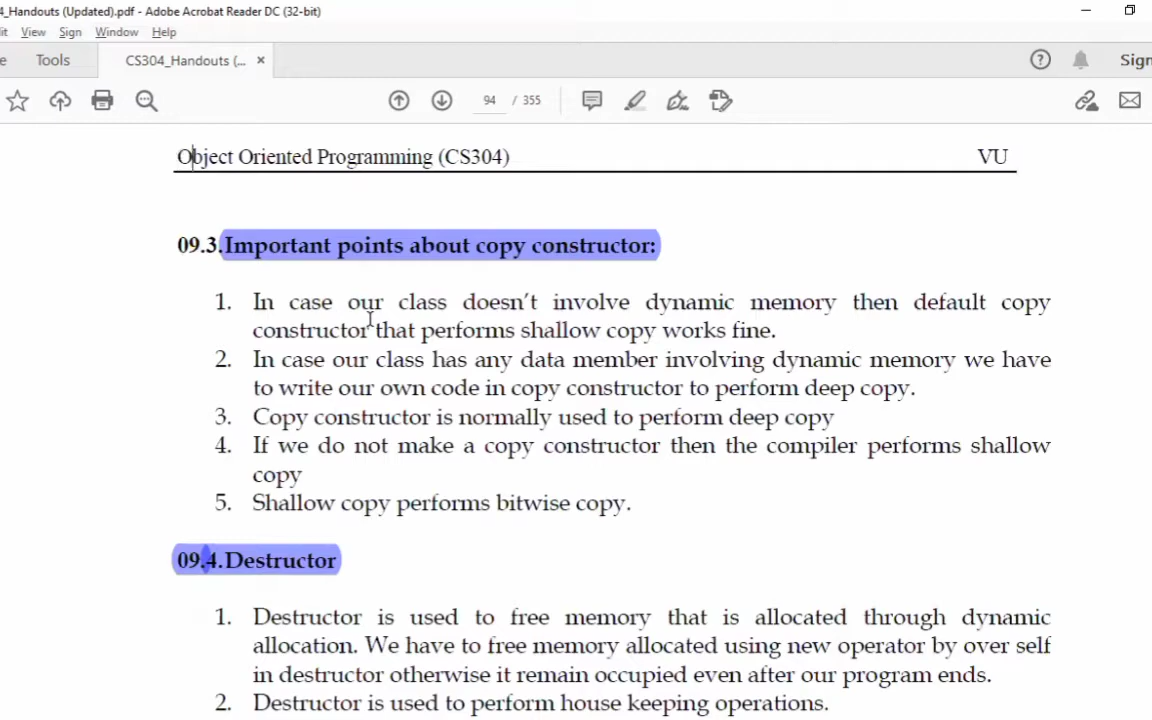 4_Handouts (Updated).pdf - Adobe Acrobat Reader DC (32-bit)
it View Sign Window Help
e Tools CS304_Handouts (... ×
Sign
94 / 355
Object Oriented Programming (CS304) VU
09.3.Important points about copy constructor:
1. In case our class doesn't involve dynamic memory then default copy
constructor that performs shallow copy works fine.
2. In case our class has any data member involving dynamic memory we have
to write our own code in copy constructor to perform deep copy.
3. Copy constructor is normally used to perform deep copy
4. If we do not make a copy constructor then the compiler performs shallow
copy
5. Shallow copy performs bitwise copy.
09.4.Destructor
1. Destructor is used to free memory that is allocated through dynamic
allocation. We have to free memory allocated using new operator by over self
in destructor otherwise it remain occupied even after our program ends.
2. Destructor is used to perform house keeping operations.